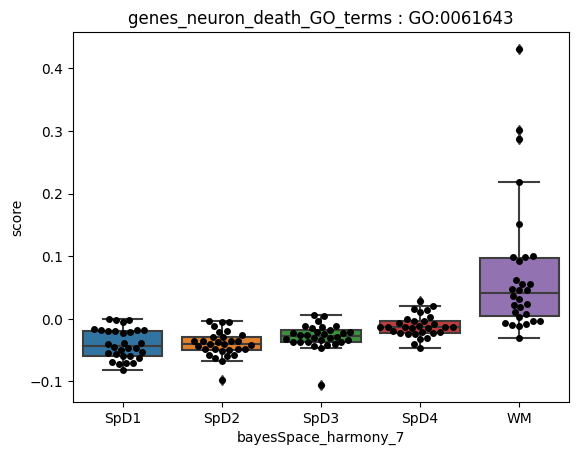 genes_neuron_death_GO_terms : GO:0061643
score
0.4
0.3
0.2
0.1
0.0
−0.1
SpD1 SpD2 SpD3 SpD4 WM
bayesSpace_harmony_7